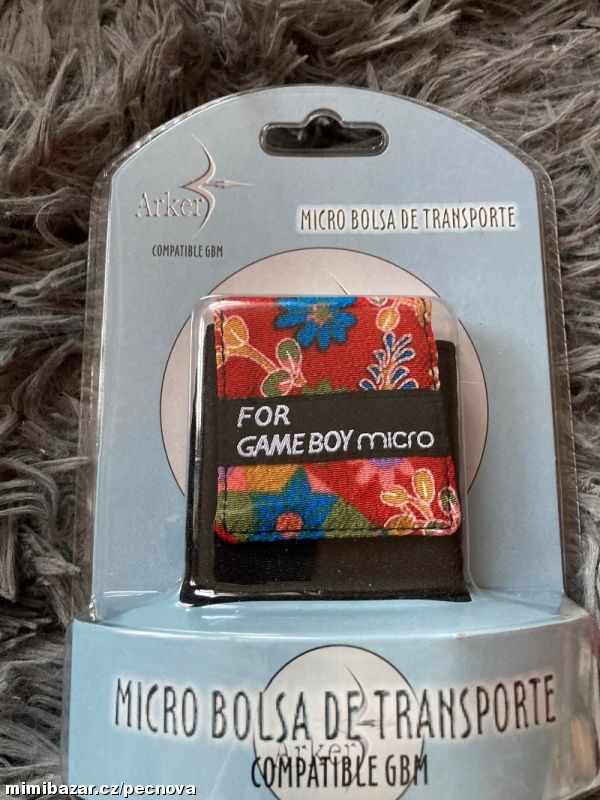 Arker
COMPATIBLE GBM
MICRO BOLSA DE TRANSPORTE
FOR
GAME BOY micro
MICRO BOLSA DE TRANSPORTE
Arker
COMPATIBLE GBM
mimibazar.cz/pecnova